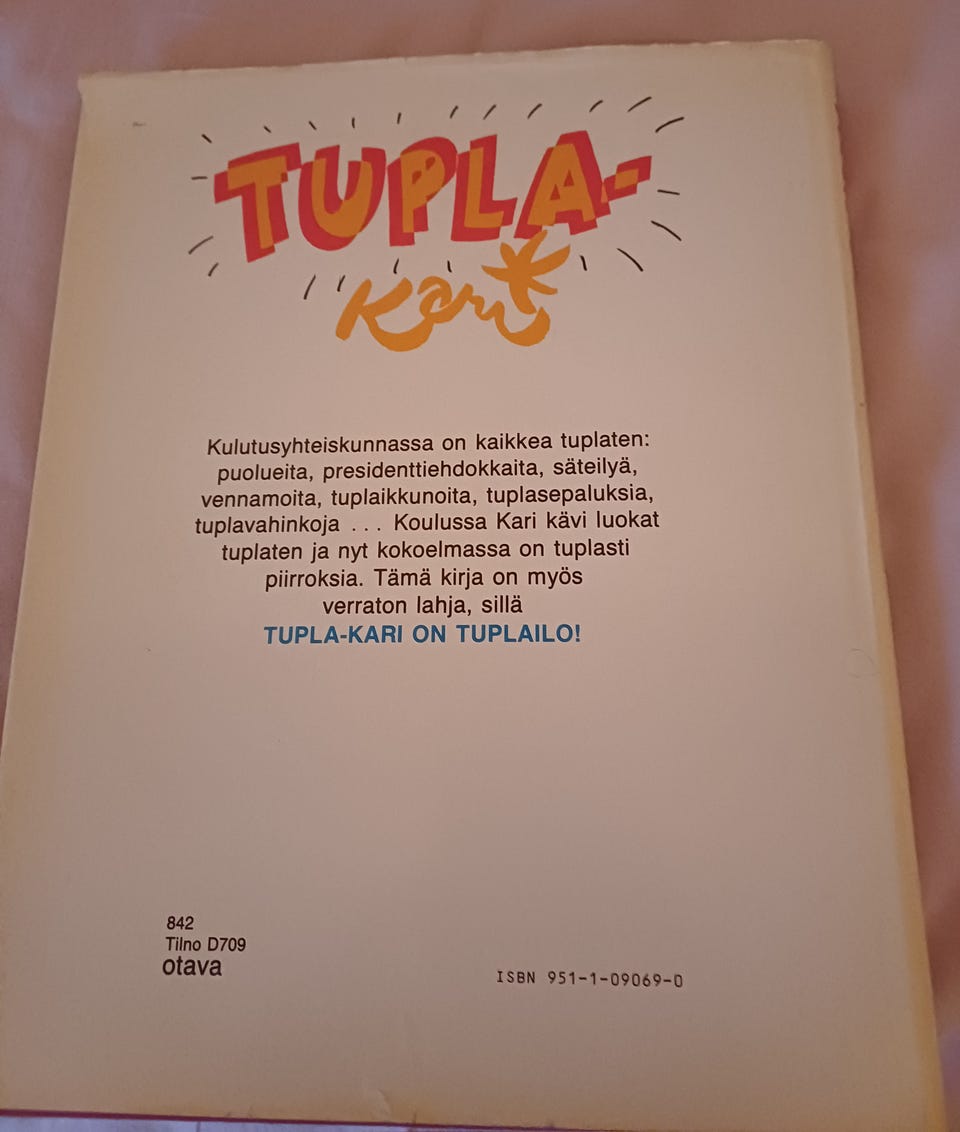 TUPLA-
Kari
Kulutusyhteiskunnassa on kaikkea tuplaten:
puolueita, presidenttiehdokkaita, säteilyä,
vennamoita, tuplaikkunoita, tuplasepaluksia,
tuplavahinkoja ... Koulussa Kari kävi luokat
tuplaten ja nyt kokoelmassa on tuplasti
piirroksia. Tämä kirja on myös
verraton lahja, sillä
TUPLA-KARI ON TUPLAILO!
842
Tilno D709
otava
ISBN 951-1-09069-0